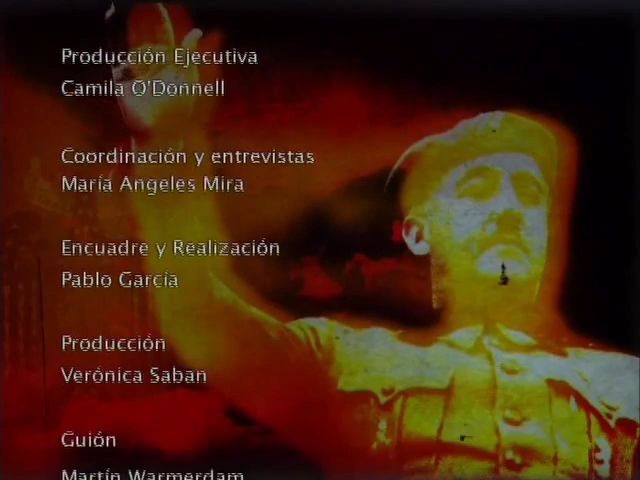 Producción Ejecutiva
Camila O'Donnell
Coordinación y entrevistas
María Angeles Mira
Encuadre y Realización
Pablo García
Producción
Verónica Saban
Guión
Martín Warmerdam